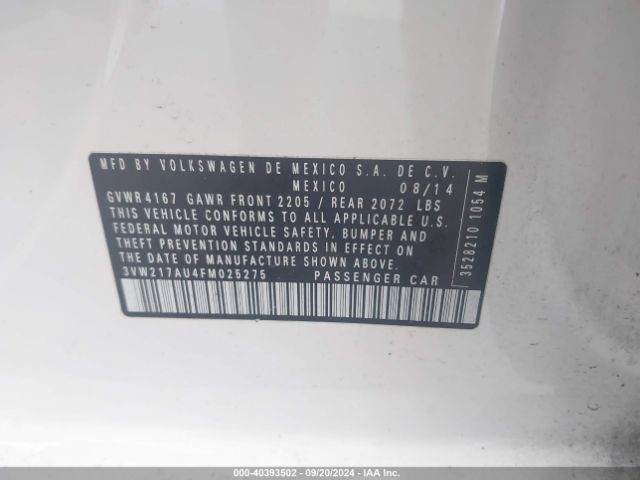 MFD BY VOLKSWAGEN DE MEXICO S.A. DE C.V.
MEXICO 08/14
GVWR 4167 GAWR FRONT 2205 / REAR 2072 LBS
THIS VEHICLE CONFORMS TO ALL APPLICABLE U.S.
FEDERAL MOTOR VEHICLE SAFETY, BUMPER AND
THEFT PREVENTION STANDARDS IN EFFECT ON
THE DATE OF MANUFACTURE SHOWN ABOVE.
3VW217AU4FM025275 PASSENGER CAR
3528210 1054 M
000-40393502 - 09/20/2024 - IAA Inc.